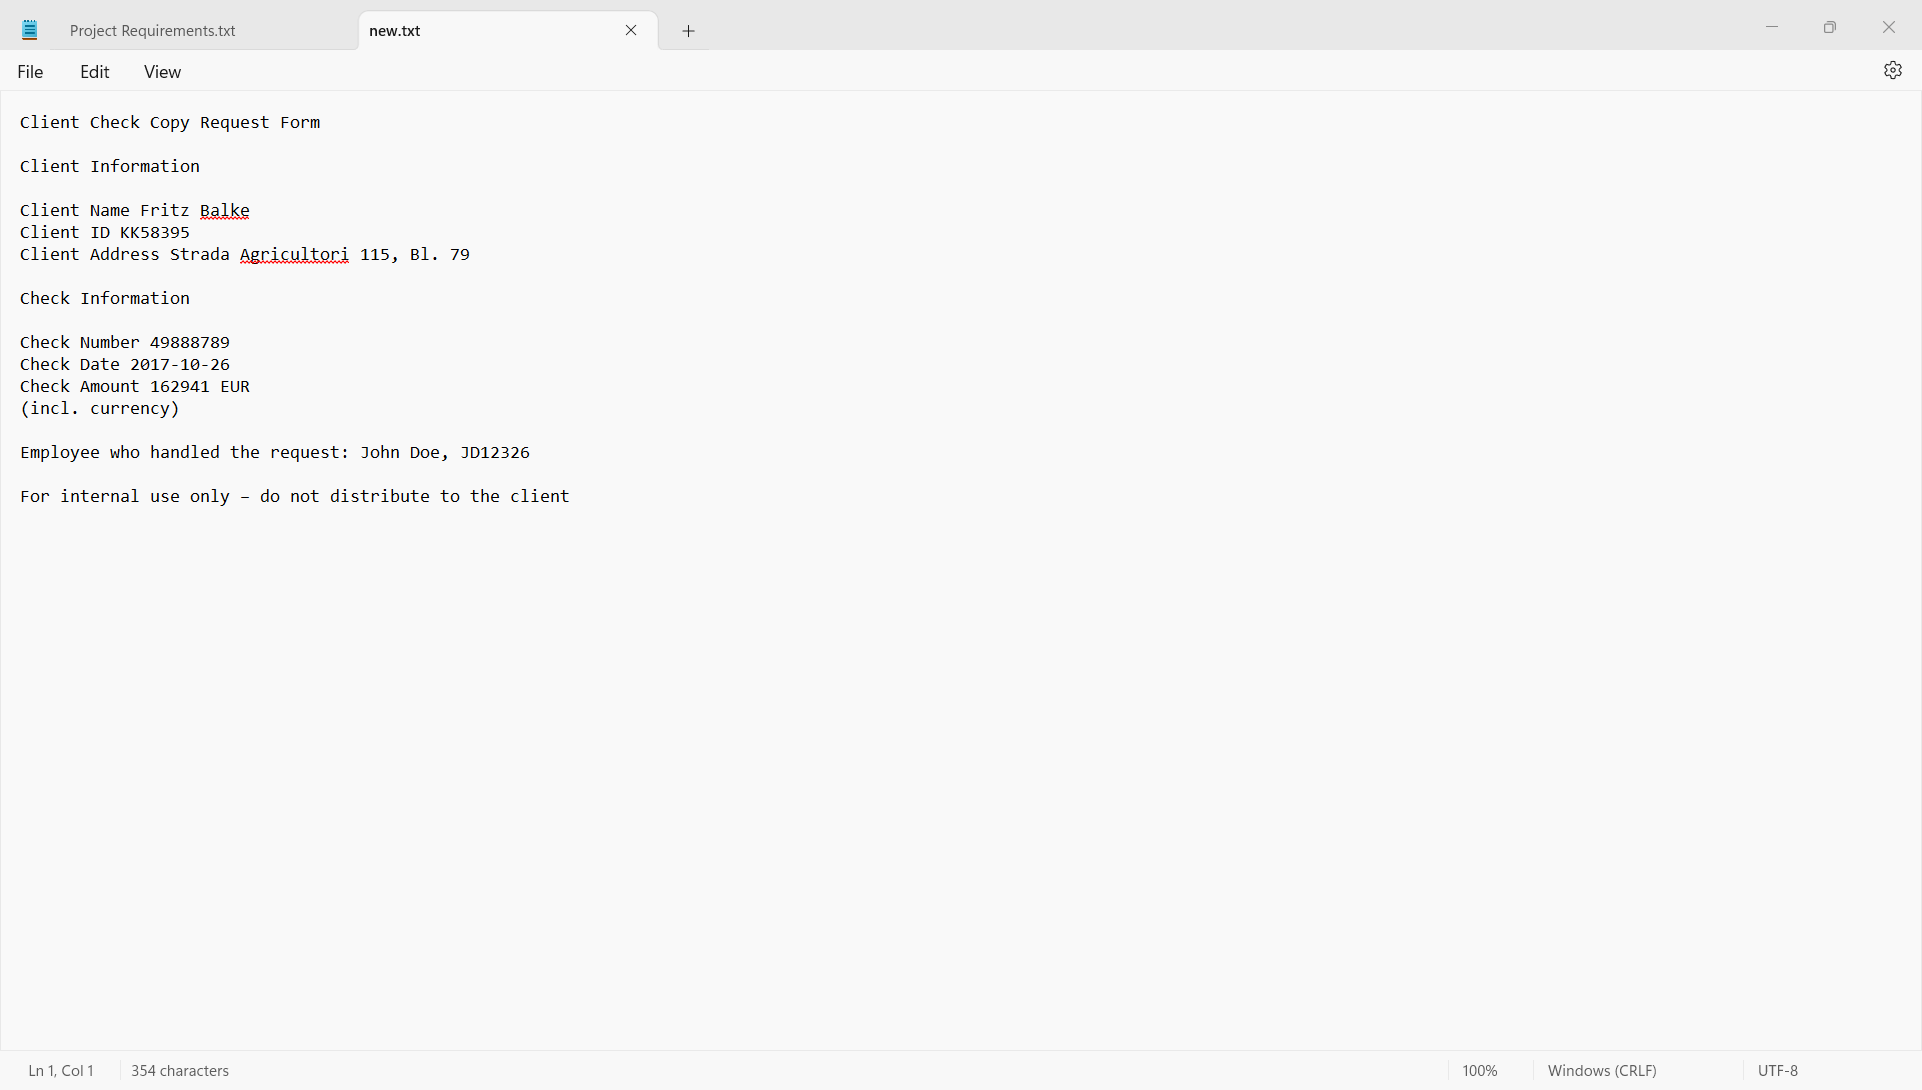 Project Requirements.txt
new.txt
File Edit View
Client Check Copy Request Form
Client Information
Client Name Fritz Balke
Client ID KK58395
Client Address Strada Agricultori 115, Bl. 79
Check Information
Check Number 49888789
Check Date 2017-10-26
Check Amount 162941 EUR
(incl. currency)
Employee who handled the request: John Doe, JD12326
For internal use only – do not distribute to the client
Ln 1, Col 1 354 characters 100% Windows (CRLF) UTF-8